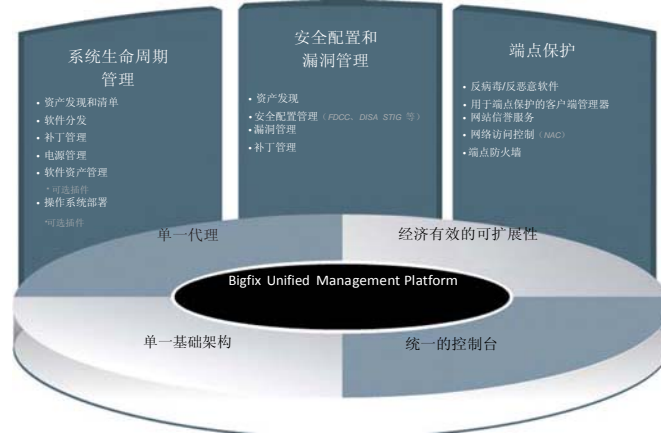 系统生命周期
管理
• 资产发现和清单
• 软件分发
• 补丁管理
• 电源管理
• 软件资产管理
*可选插件
• 操作系统部署
*可选插件
安全配置和
漏洞管理
• 资产发现
• 安全配置管理（FDCC、DISA STIG 等）
• 漏洞管理
• 补丁管理
端点保护
• 反病毒/反恶意软件
• 用于端点保护的客户端管理器
• 网站信誉服务
• 网络访问控制（NAC）
• 端点防火墙
单一代理
经济有效的可扩展性
Bigfix Unified Management Platform
单一基础架构
统一的控制台